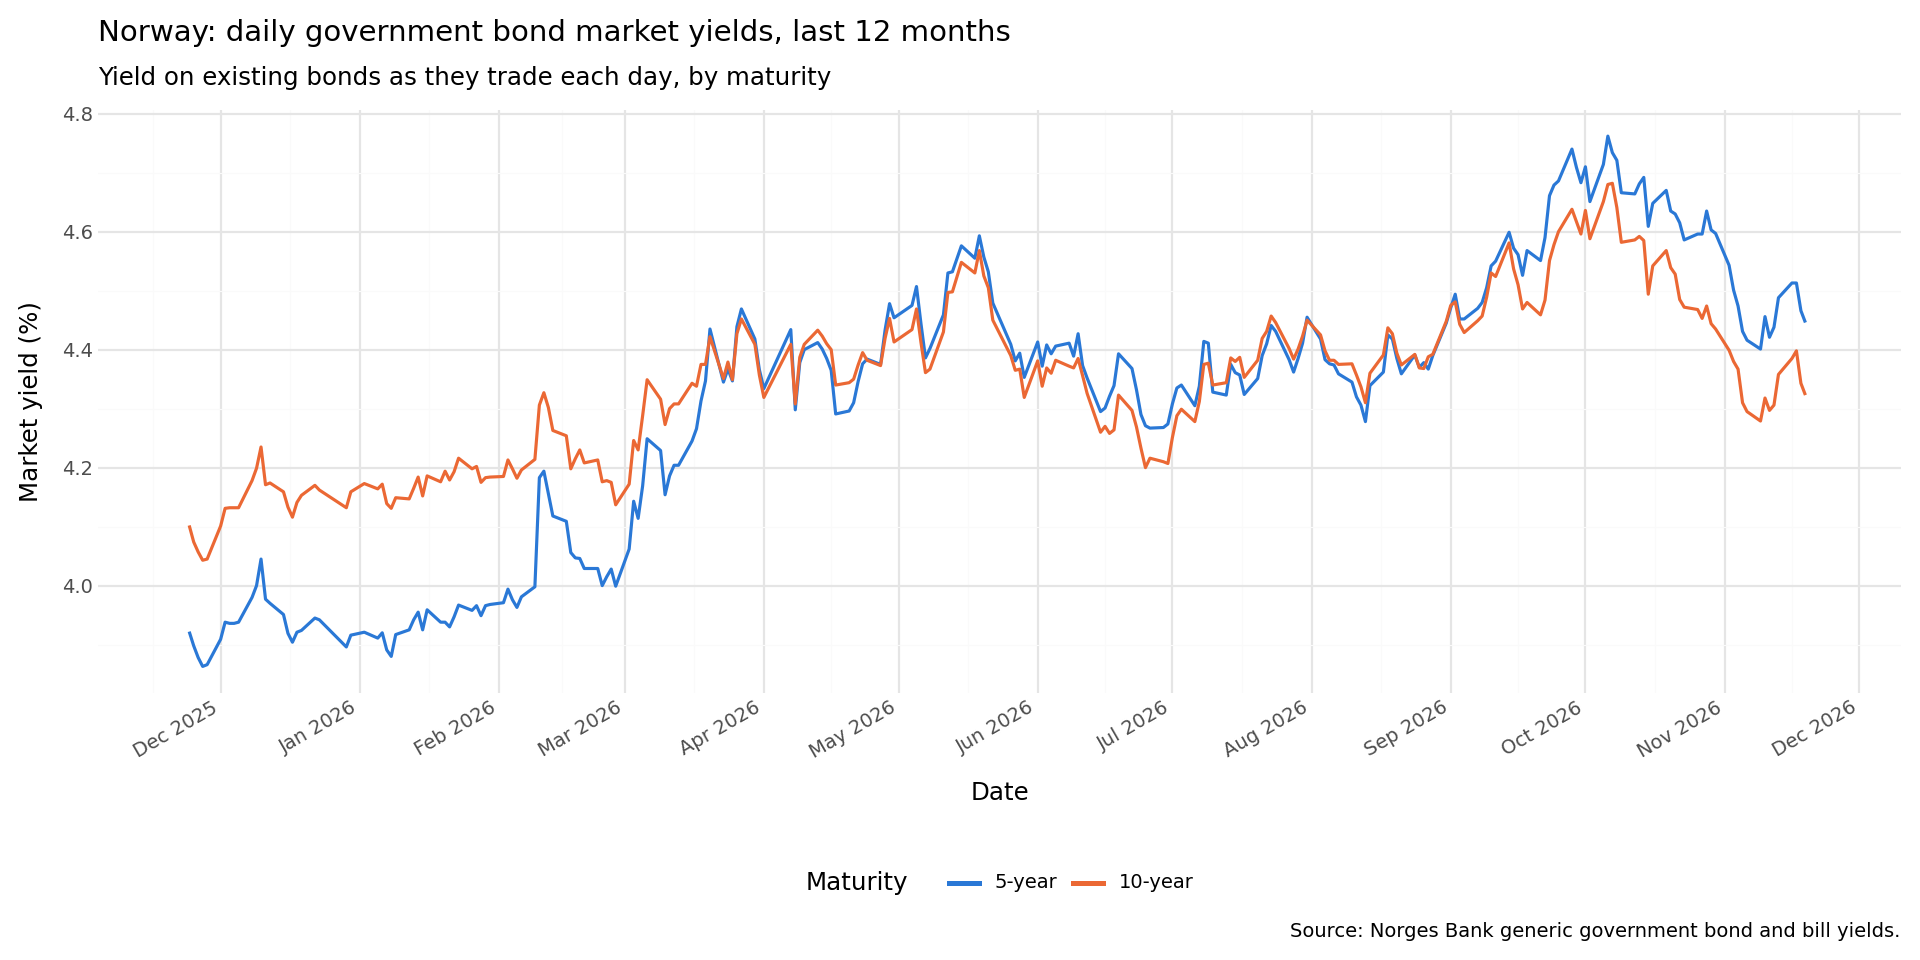 Norway: daily government bond market yields, last 12 months
Yield on existing bonds as they trade each day, by maturity
Market yield (%)
4.8
4.6
4.4
4.2
4.0
Dec 2025
Jan 2026
Feb 2026
Mar 2026
Apr 2026
May 2026
Jun 2026
Jul 2026
Aug 2026
Sep 2026
Oct 2026
Nov 2026
Dec 2026
Date
Maturity 5-year 10-year
Source: Norges Bank generic government bond and bill yields.